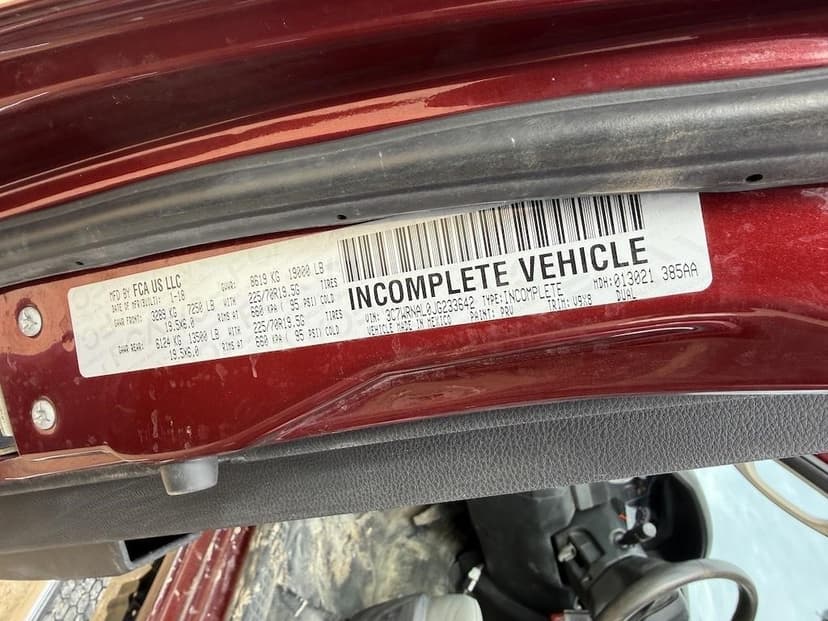 MFD BY FCA US LLC
DATE OF MFR(BUILT): 1-18 GVWR: 8619 KG 19000 LB
GAWR FRONT: 3289 KG 7250 LB WITH 225/70R19.5G TIRES
19.5X6.0 RIMS AT 660 KPA ( 95 PSI) COLD
GAWR REAR: 6124 KG 13500 LB WITH 225/70R19.5G TIRES
19.5X6.0 RIMS AT 660 KPA ( 95 PSI) COLD
INCOMPLETE VEHICLE
VIN: TYPE: INCOMPLETE MDH: 013021 385AA
VEHICLE MADE IN MEXICO PAINT: PRV TRIM: V9X8 DUAL